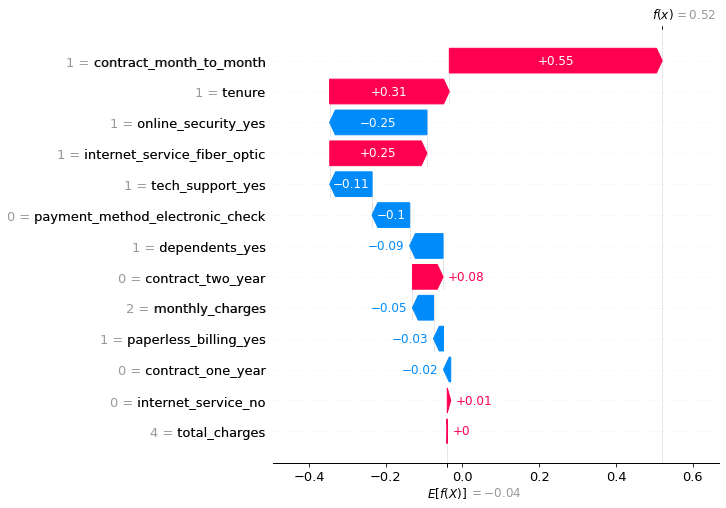 f(x) = 0.52
1 = contract_month_to_month +0.55
1 = tenure +0.31
1 = online_security_yes −0.25
1 = internet_service_fiber_optic +0.25
1 = tech_support_yes −0.11
0 = payment_method_electronic_check −0.1
1 = dependents_yes −0.09
0 = contract_two_year +0.08
2 = monthly_charges −0.05
1 = paperless_billing_yes −0.03
0 = contract_one_year −0.02
0 = internet_service_no +0.01
4 = total_charges +0
−0.4 −0.2 0.0 0.2 0.4 0.6
E[f(X)] = −0.04